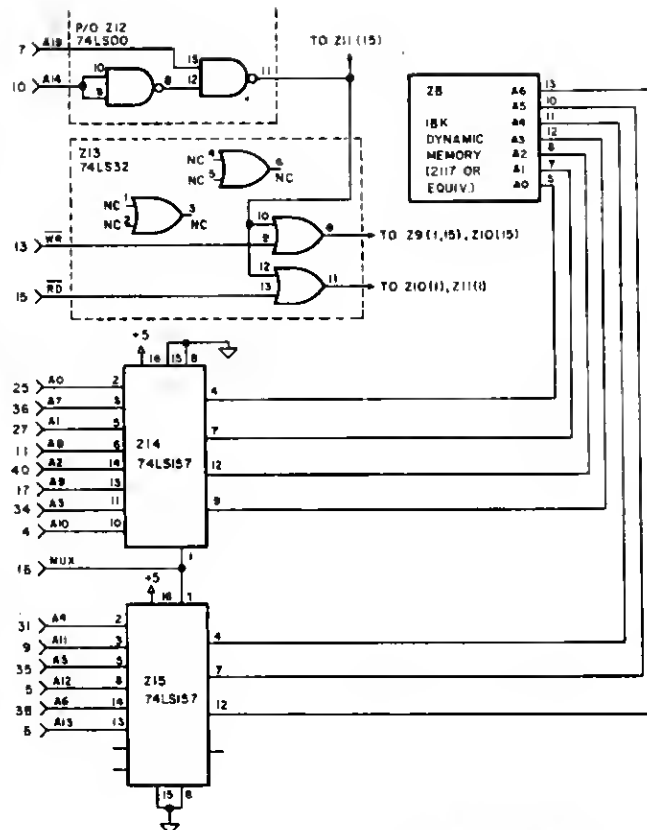 P/O Z12
74LS00
7 A15
10 A14
10
9
8
13
12
11
TO Z11 (15)
Z13
74LS32
NC 4
NC 5
6
NC
NC 1
NC 2
3
NC
13 WR
10
9
8
TO Z9 (1,15), Z10 (15)
15 RD
12
13
11
TO Z10 (1), Z11 (1)
Z8
16K
DYNAMIC
MEMORY
(2117 OR
EQUIV.)
A6 13
A5 10
A4 11
A3 12
A2 6
A1 7
A0 5
+5
16 15 8
Z14
74LS157
25 A0 2
36 A7 3
27 A1 5
11 A8 6
40 A2 14
17 A9 13
34 A3 11
4 A10 10
4
7
12
9
1
16 MUX
+5
16 1
Z15
74LS157
31 A4 2
9 A11 3
35 A5 5
5 A12 6
38 A6 14
6 A13 13
4
7
12
15 8